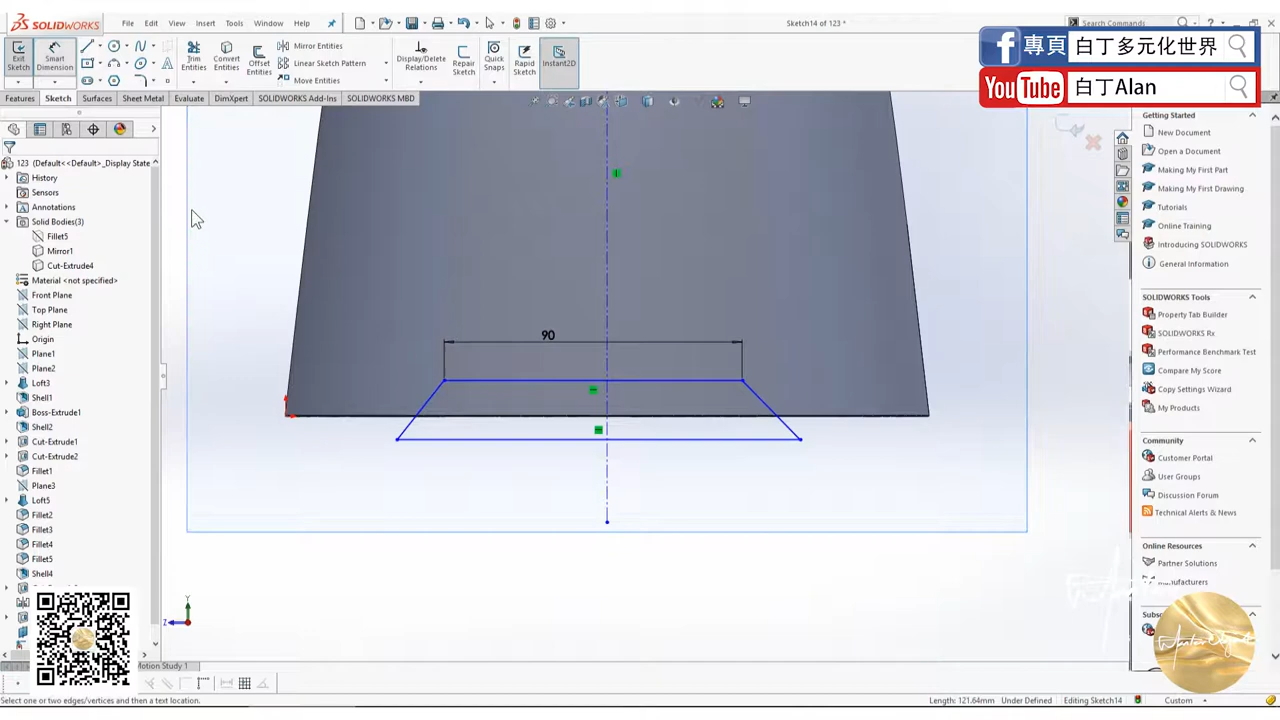 SOLIDWORKS
File
Edit
View
Insert
Tools
Window
Help
Sketch14 of 123 *
Search Commands
專頁
白丁多元化世界
YouTube
白丁Alan
Exit Sketch
Smart Dimension
Trim Entities
Convert Entities
Offset Entities
Mirror Entities
Linear Sketch Pattern
Move Entities
Display/Delete Relations
Repair Sketch
Quick Snaps
Rapid Sketch
Instant2D
Features
Sketch
Surfaces
Sheet Metal
Evaluate
DimXpert
SOLIDWORKS Add-Ins
SOLIDWORKS MBD
123 (Default<<Default>_Display State
History
Sensors
Annotations
Solid Bodies(3)
Fillet5
Mirror1
Cut-Extrude4
Material <not specified>
Front Plane
Top Plane
Right Plane
Origin
Plane1
Plane2
Loft3
Shell1
Boss-Extrude1
Shell2
Cut-Extrude1
Cut-Extrude2
Fillet1
Plane3
Loft5
Fillet2
Fillet3
Fillet4
Fillet5
Shell4
90
Y
Z
Getting Started
New Document
Open a Document
Making My First Part
Making My First Drawing
Tutorials
Online Training
Introducing SOLIDWORKS
General Information
SOLIDWORKS Tools
Property Tab Builder
SOLIDWORKS Rx
Performance Benchmark Test
Compare My Score
Copy Settings Wizard
My Products
Community
Customer Portal
User Groups
Discussion Forum
Technical Alerts & News
Online Resources
Partner Solutions
Motion Study 1
Select one or two edges/vertices and then a text location.
Length: 121.64mm
Under Defined
Editing Sketch14
Custom